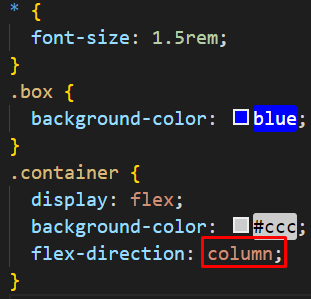 * {
font-size: 1.5rem;
}
.box {
background-color: blue;
}
.container {
display: flex;
background-color: #ccc;
flex-direction: column;
}